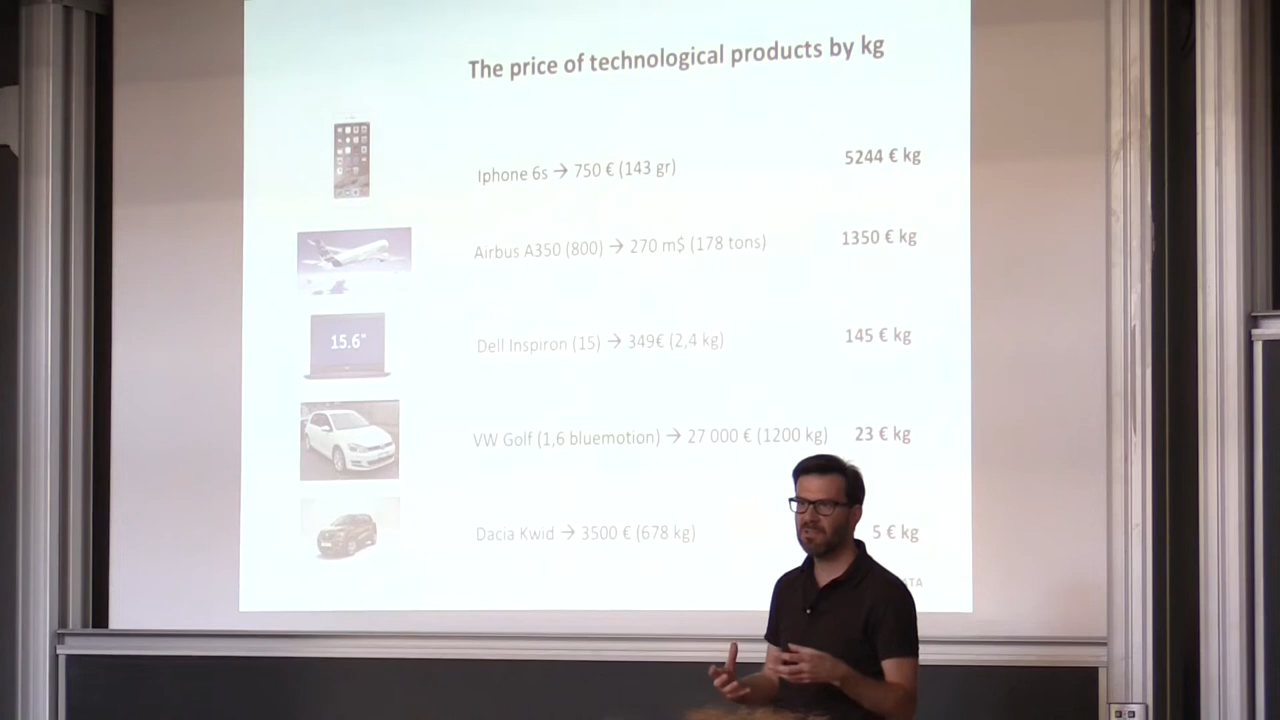 The price of technological products by kg
Iphone 6s → 750 € (143 gr) 5244 € kg
Airbus A350 (800) → 270 m$ (178 tons) 1350 € kg
15.6"
Dell Inspiron (15) → 349€ (2,4 kg) 145 € kg
VW Golf (1,6 bluemotion) → 27 000 € (1200 kg) 23 € kg
Dacia Kwid → 3500 € (678 kg) 5 € kg